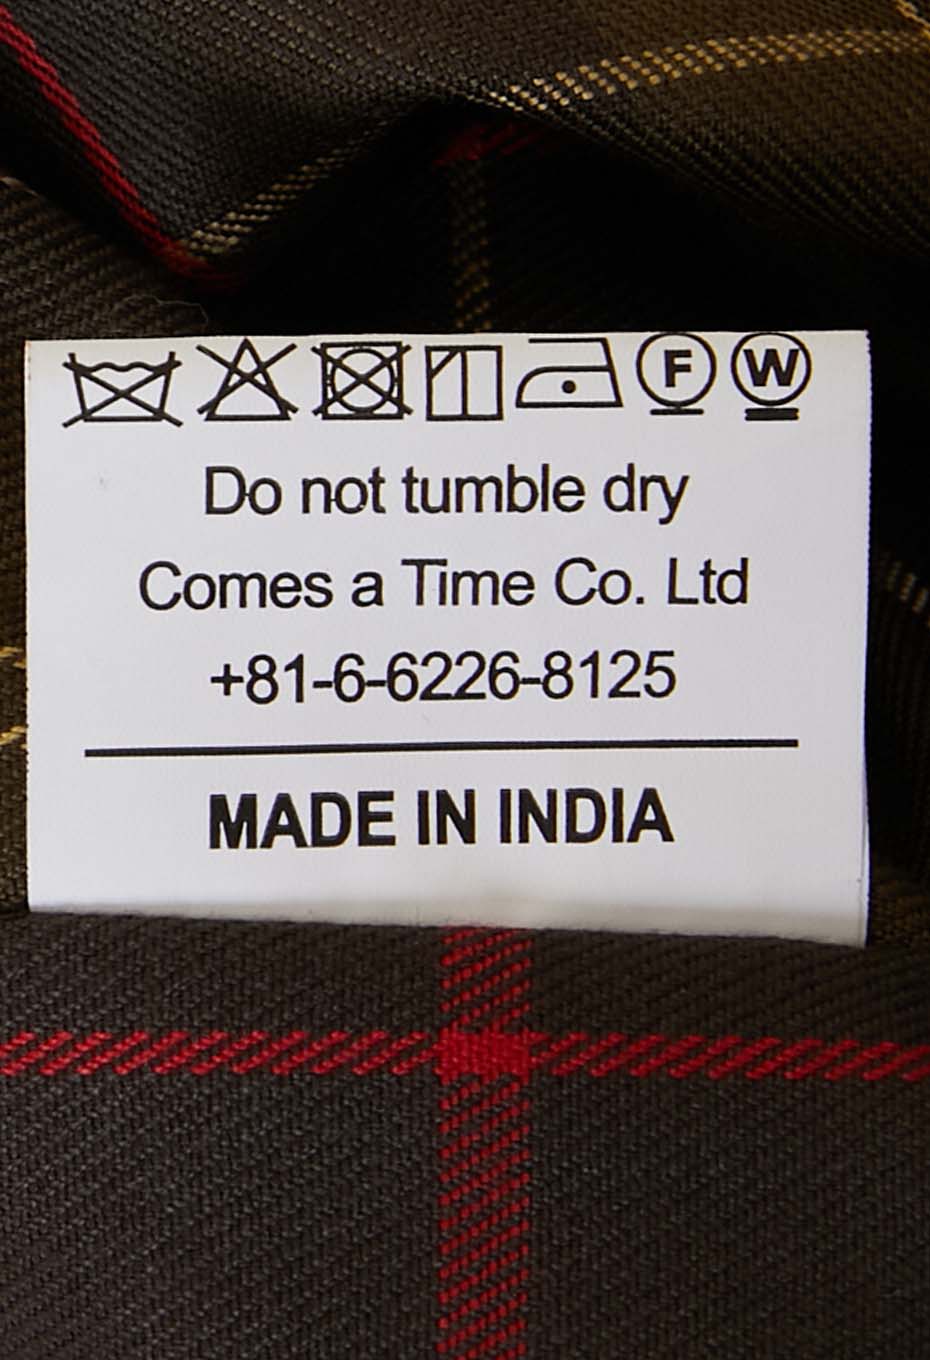 F W
Do not tumble dry
Comes a Time Co. Ltd
+81-6-6226-8125
MADE IN INDIA